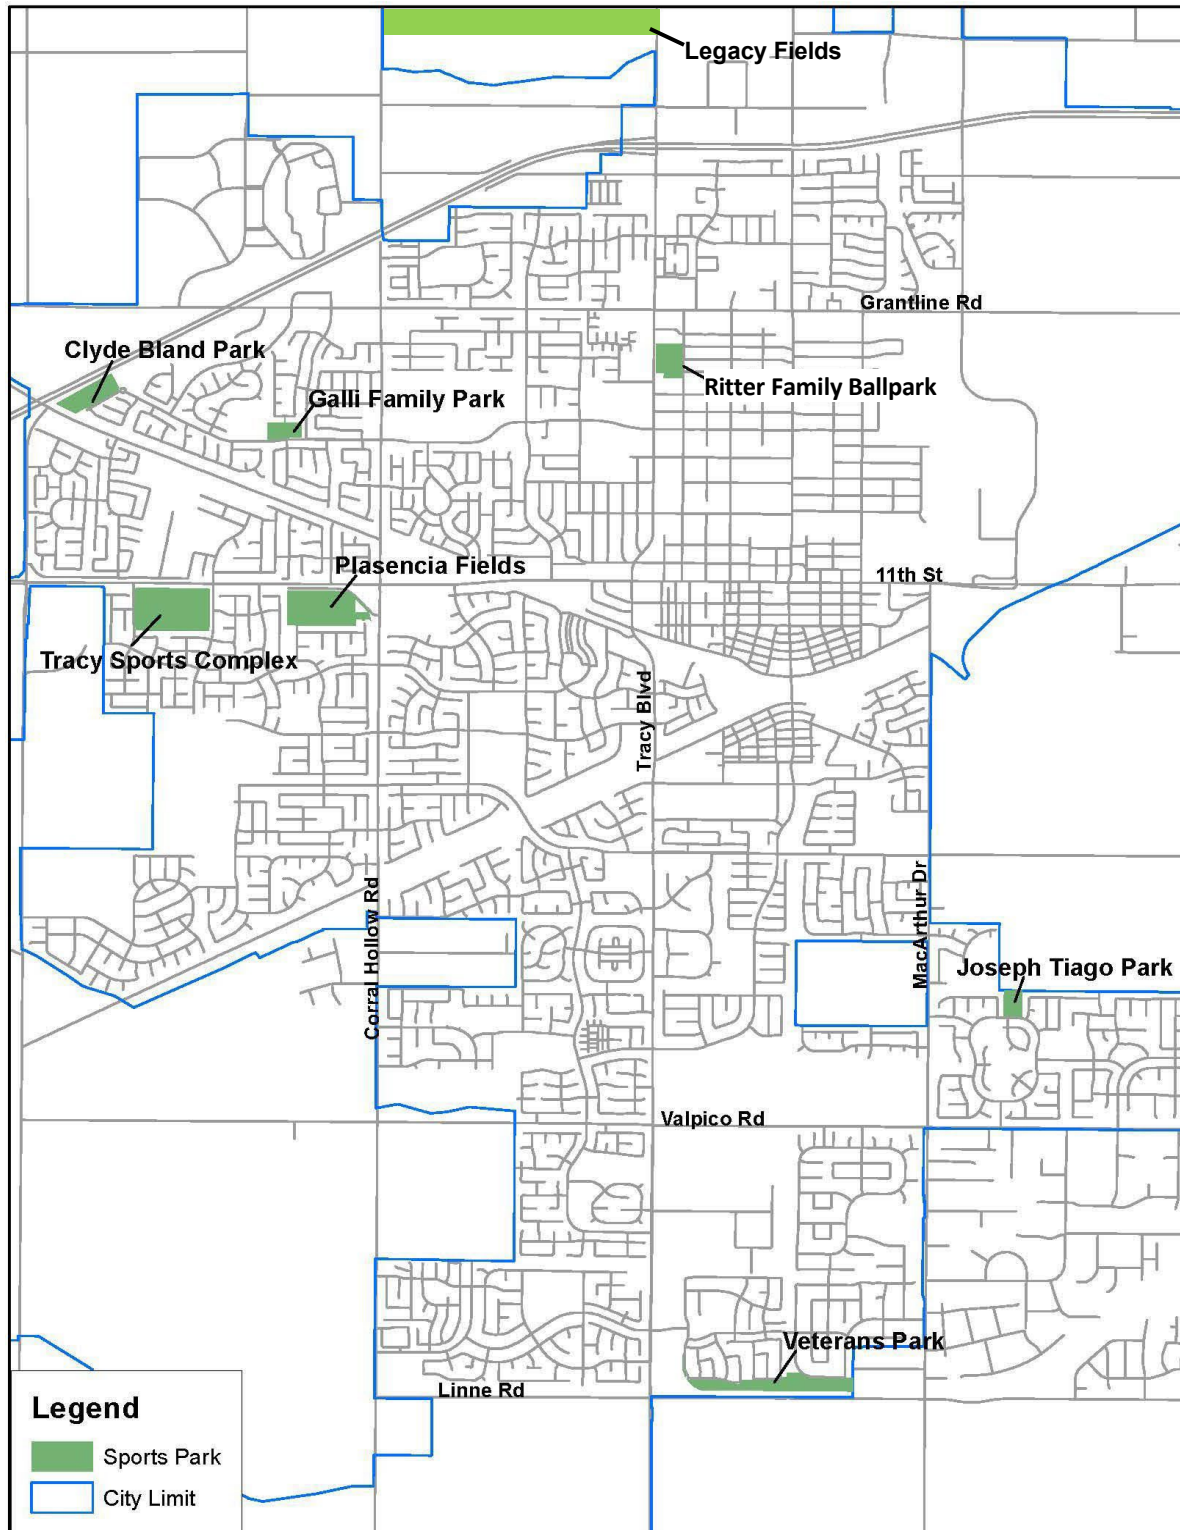 Legacy Fields
Grantline Rd
Clyde Bland Park
Ritter Family Ballpark
Galli Family Park
Plasencia Fields
11th St
Tracy Sports Complex
Tracy Blvd
Corral Hollow Rd
MacArthur Dr
Joseph Tiago Park
Valpico Rd
Veterans Park
Linne Rd
Legend
Sports Park
City Limit